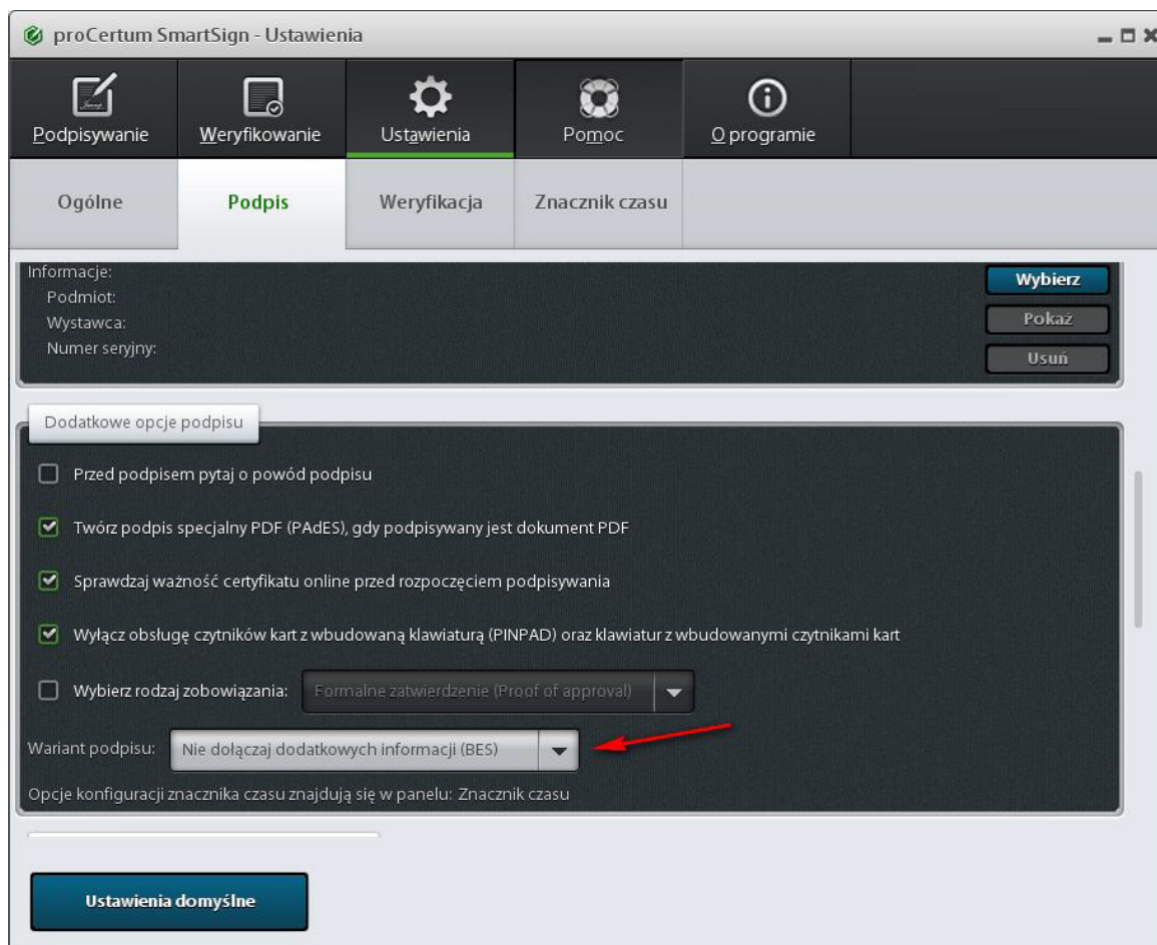 proCertum SmartSign - Ustawienia
Podpisywanie
Weryfikowanie
Ustawienia
Pomoc
O programie
Ogólne
Podpis
Weryfikacja
Znacznik czasu
Informacje:
Podmiot:
Wystawca:
Numer seryjny:
Wybierz
Pokaż
Usuń
Dodatkowe opcje podpisu
Przed podpisem pytaj o powód podpisu
Twórz podpis specjalny PDF (PAdES), gdy podpisywany jest dokument PDF
Sprawdzaj ważność certyfikatu online przed rozpoczęciem podpisywania
Wyłącz obsługę czytników kart z wbudowaną klawiaturą (PINPAD) oraz klawiatur z wbudowanymi czytnikami kart
Wybierz rodzaj zobowiązania: Formalne zatwierdzenie (Proof of approval)
Wariant podpisu: Nie dołączaj dodatkowych informacji (BES)
Opcje konfiguracji znacznika czasu znajdują się w panelu: Znacznik czasu
Ustawienia domyślne